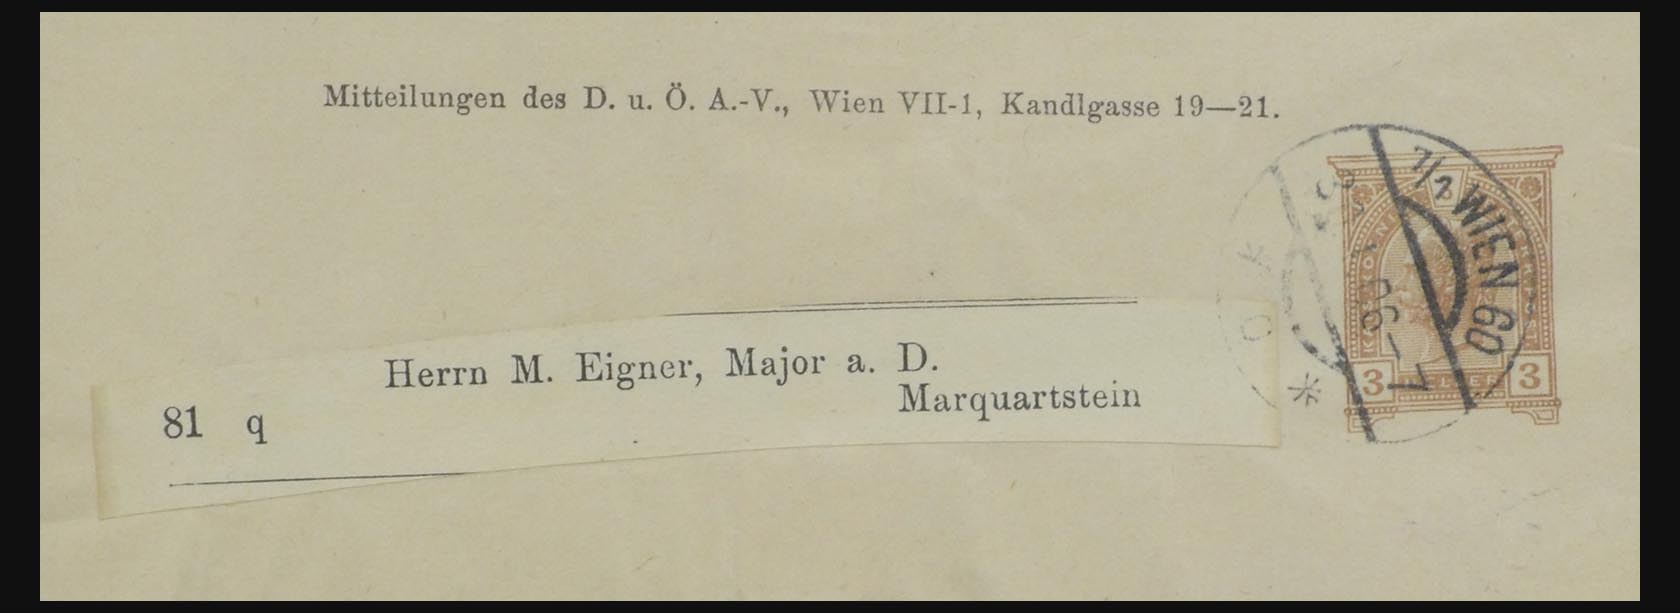 Mitteilungen des D. u. Ö. A.-V., Wien VII-1, Kandlgasse 19—21.
Herrn M. Eigner, Major a. D.
Marquartstein
81 q
WIEN 60
3 3